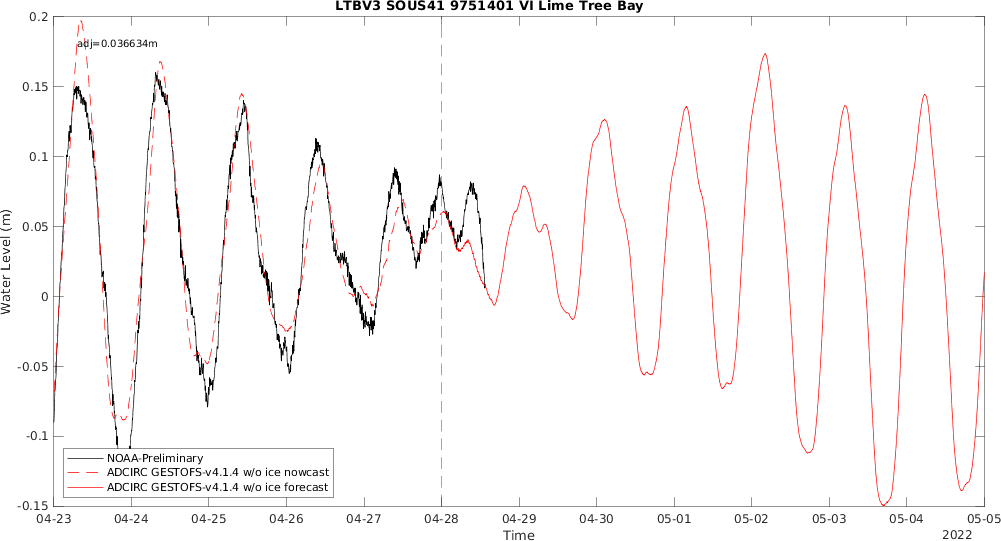 LTBV3 SOUS41 9751401 VI Lime Tree Bay
0.2
adj=0.036634m
0.15
0.1
0.05
0
-0.05
-0.1
-0.15
Water Level (m)
NOAA-Preliminary
ADCIRC GESTOFS-v4.1.4 w/o ice nowcast
ADCIRC GESTOFS-v4.1.4 w/o ice forecast
04-23 04-24 04-25 04-26 04-27 04-28 04-29 04-30 05-01 05-02 05-03 05-04 05-05
Time
2022